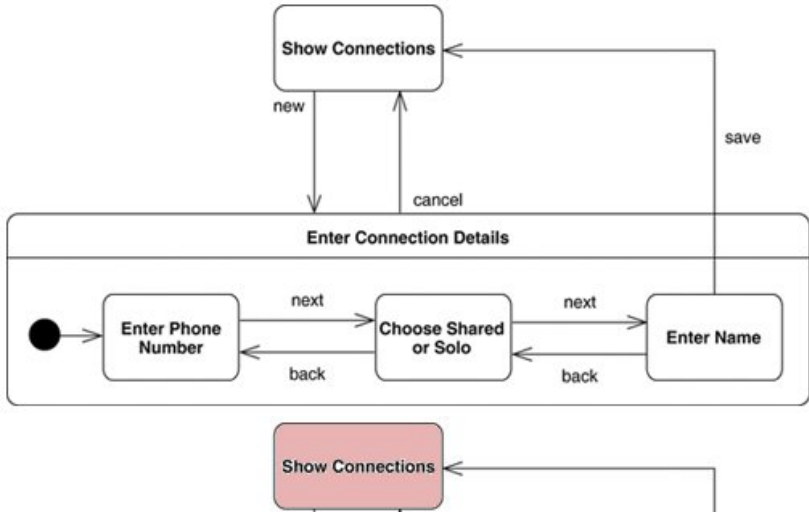 Show Connections
new
save
cancel
Enter Connection Details
next
next
Enter Phone
Number
Choose Shared
or Solo
Enter Name
back
back
Show Connections